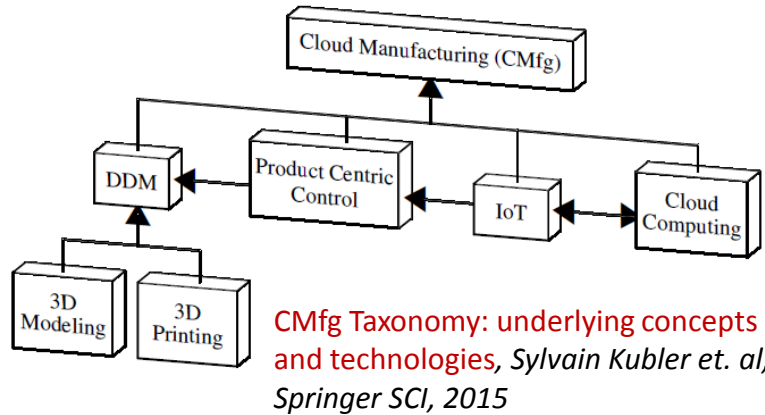 Cloud Manufacturing (CMfg)
DDM
Product Centric
Control
IoT
Cloud
Computing
3D
Modeling
3D
Printing
CMfg Taxonomy: underlying concepts
and technologies, Sylvain Kubler et. al,
Springer SCI, 2015